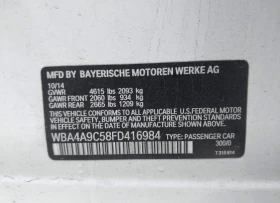 MFD BY BAYERISCHE MOTOREN WERKE AG
10/14
GVWR 4615 lbs 2093 kg
GAWR FRONT 2060 lbs 934 kg
GAWR REAR 2665 lbs 1209 kg
THIS VEHICLE CONFORMS TO ALL APPLICABLE U.S. FEDERAL MOTOR VEHICLE
SAFETY, BUMPER AND THEFT PREVENTION STANDARDS
IN EFFECT ON THE DATE OF MANUFACTURE SHOWN ABOVE.
WBA4A9C58FD416984 TYPE: PASSENGER CAR
300/0